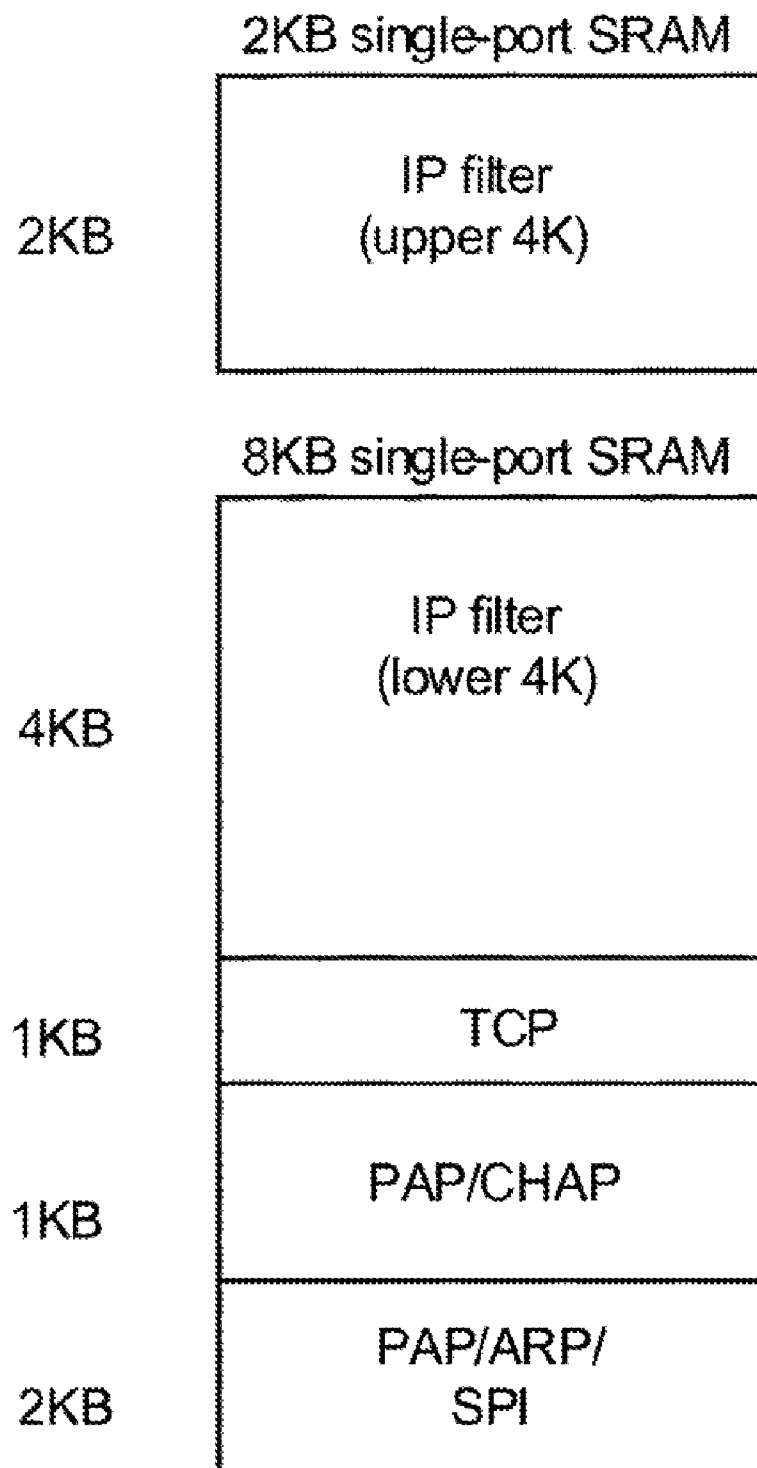 2KB single-port SRAM
IP filter
(upper 4K)
2KB
8KB single-port SRAM
IP filter
(lower 4K)
4KB
TCP
1KB
PAP/CHAP
1KB
PAP/ARP/
SPI
2KB